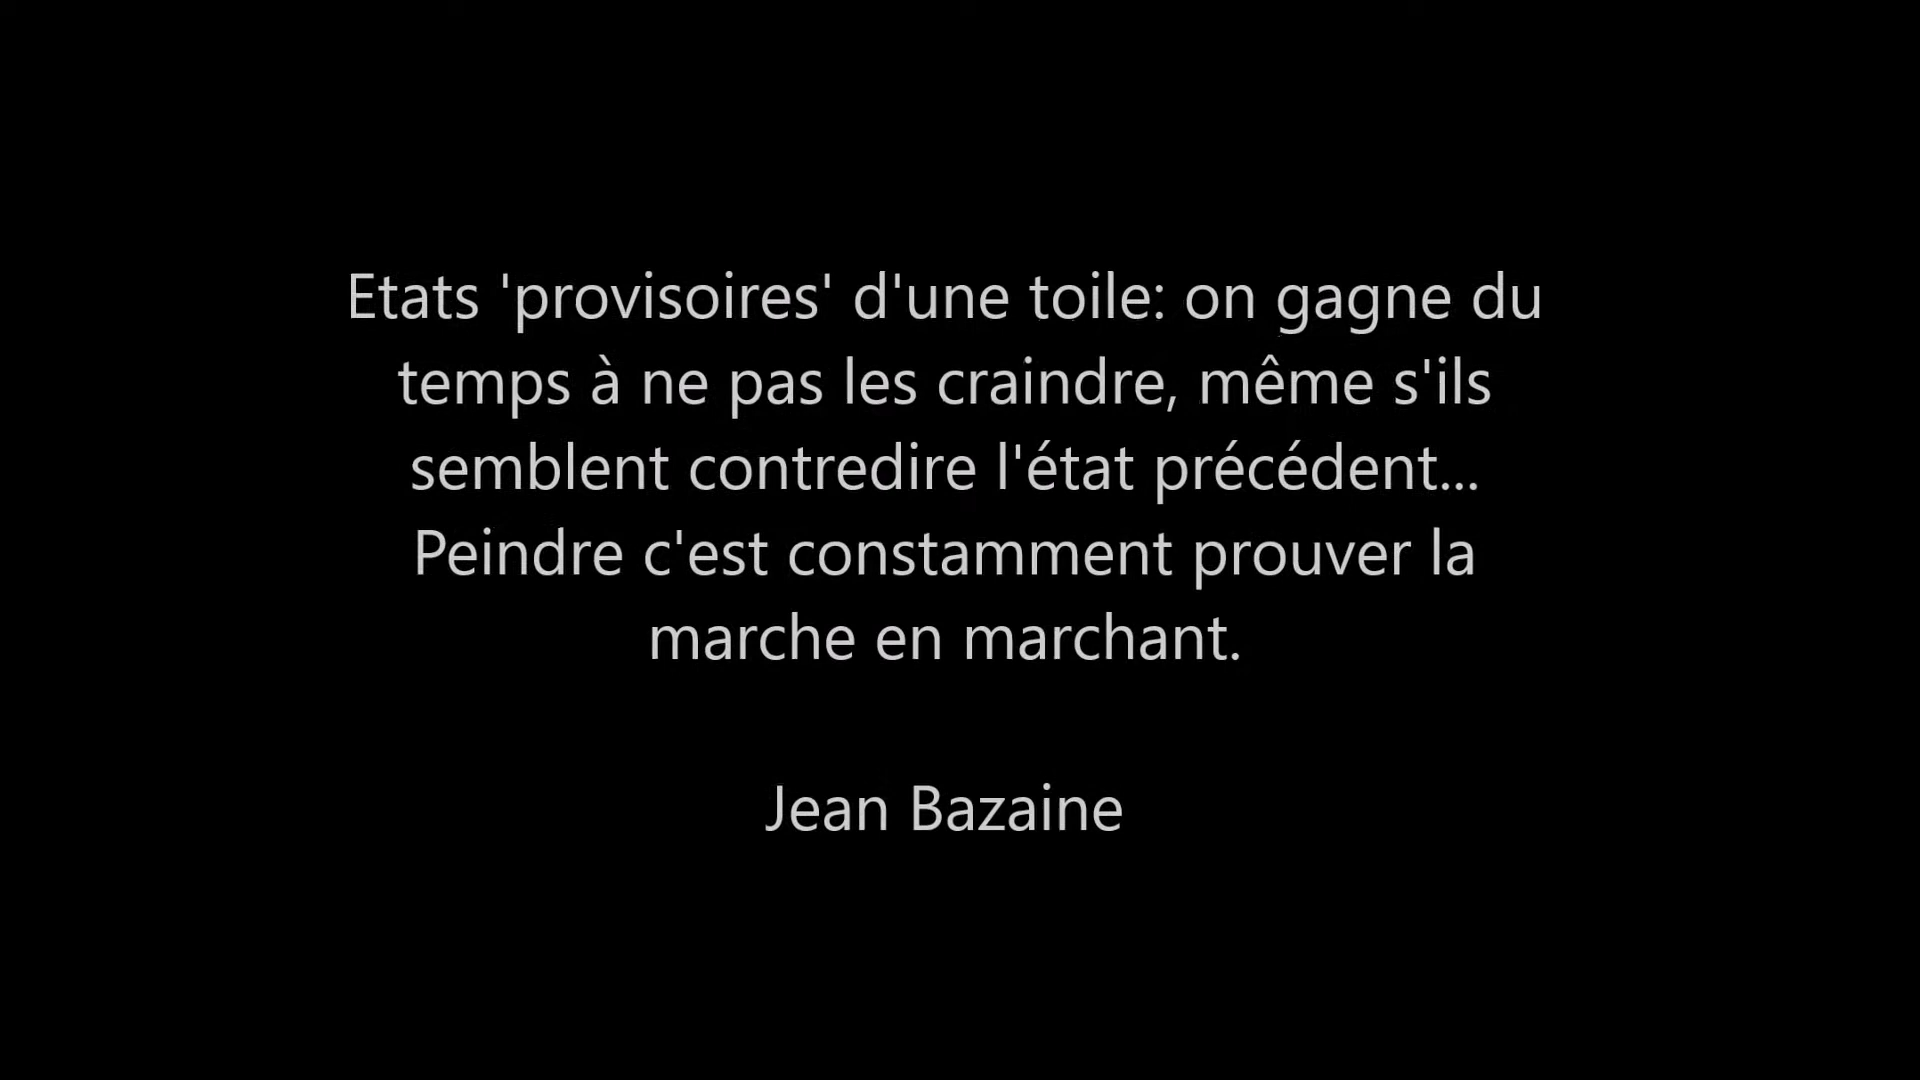 Etats 'provisoires' d'une toile: on gagne du
temps à ne pas les craindre, même s'ils
semblent contredire l'état précédent...
Peindre c'est constamment prouver la
marche en marchant.
Jean Bazaine